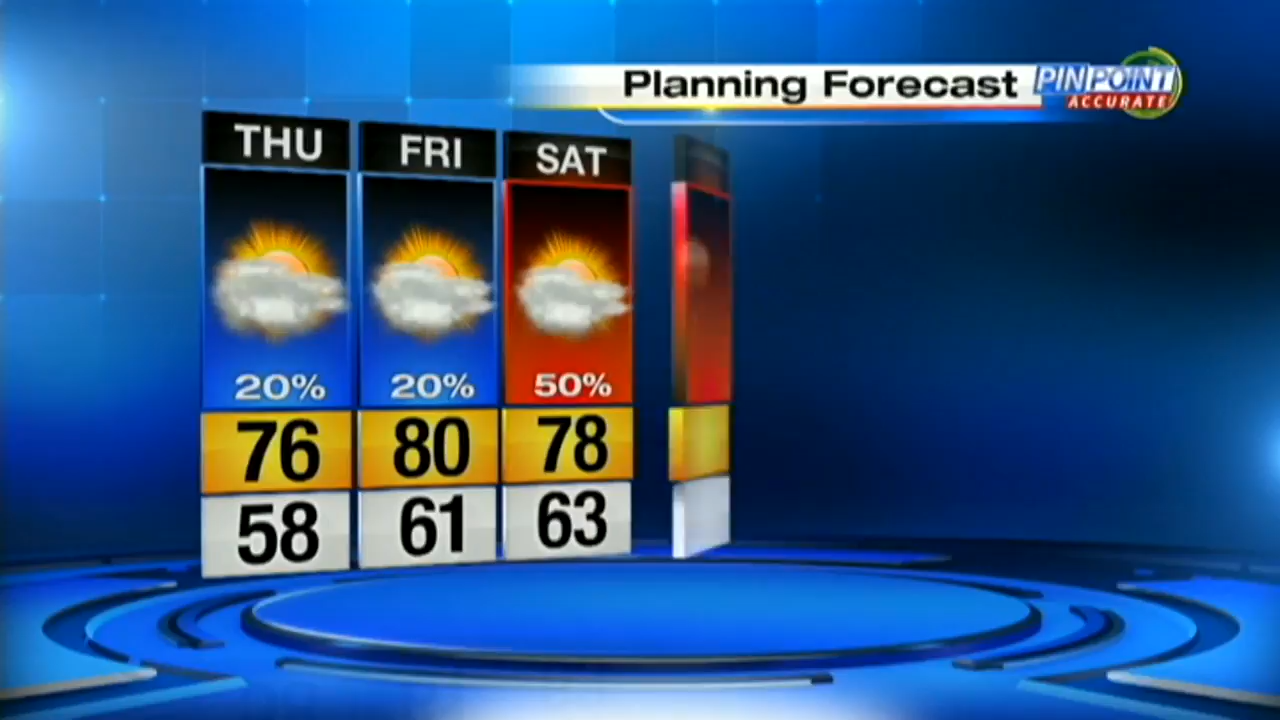 Planning Forecast
PINPOINT
ACCURATE
THU
FRI
SAT
20%
20%
50%
76
80
78
58
61
63